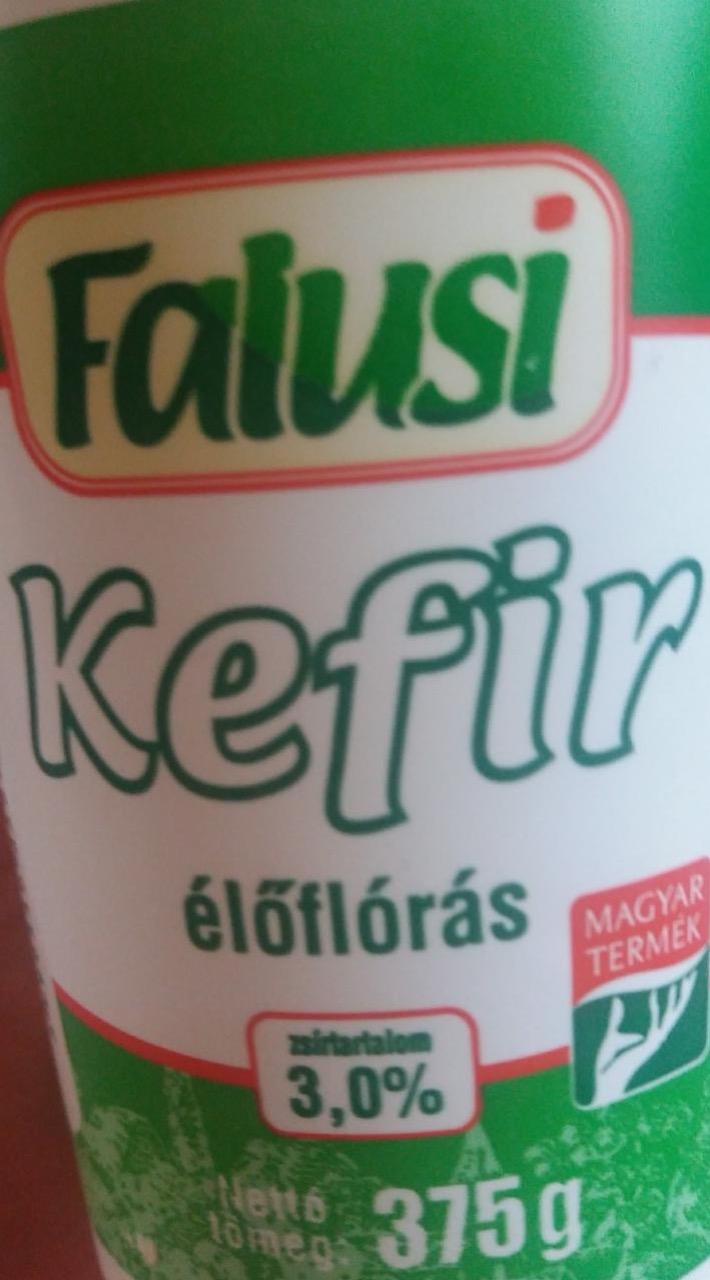 Falusi
Kefir
élőflórás
MAGYAR
TERMÉK
zsírtartalom
3,0%
Nettó
tömeg: 375g